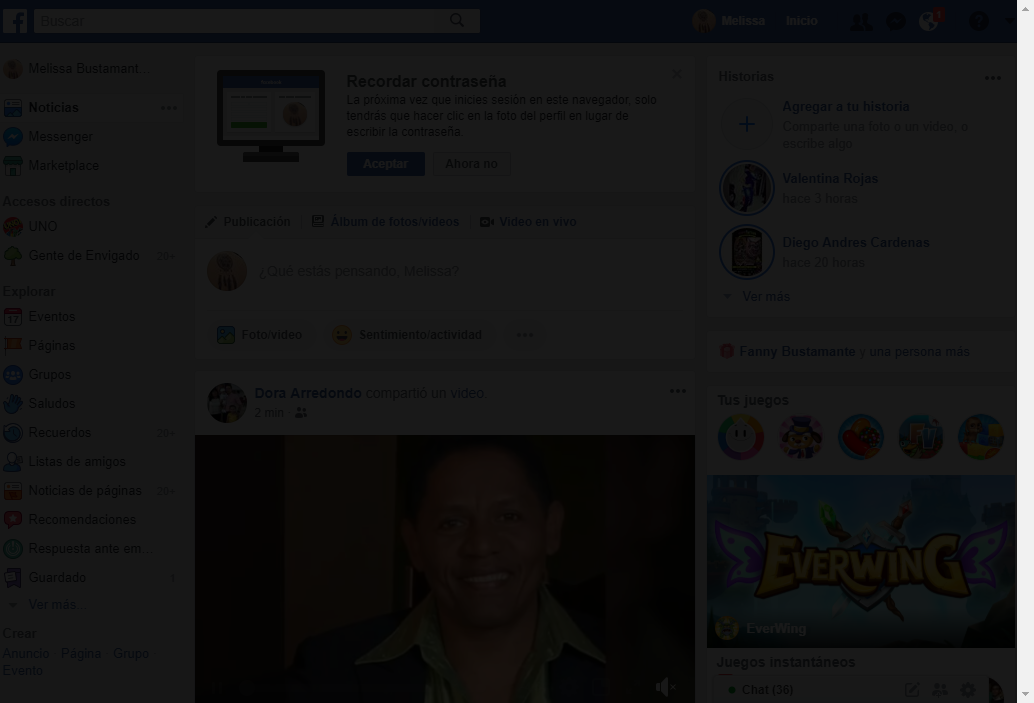 Buscar
Melissa
Inicio
Melissa Bustamant...
Noticias
Messenger
Marketplace
Accesos directos
UNO
Gente de Envigado 20+
Explorar
Eventos
Páginas
Grupos
Saludos
Recuerdos 20+
Listas de amigos
Noticias de páginas 20+
Recomendaciones
Respuesta ante em...
Guardado 1
Ver más...
Crear
Anuncio Página Grupo
Evento
Recordar contraseña
La próxima vez que inicies sesión en este navegador, solo
tendrás que hacer clic en la foto del perfil en lugar de
escribir la contraseña.
Aceptar Ahora no
Publicación Álbum de fotos/videos Video en vivo
¿Qué estás pensando, Melissa?
Foto/video Sentimiento/actividad
Dora Arredondo compartió un video.
2 min ·
Historias
Agregar a tu historia
Comparte una foto o un video, o
escribe algo
Valentina Rojas
hace 3 horas
Diego Andres Cardenas
hace 20 horas
Ver más
Fanny Bustamante y una persona más
Tus juegos
EVERWING
EverWing
Juegos instantáneos
Chat (36)